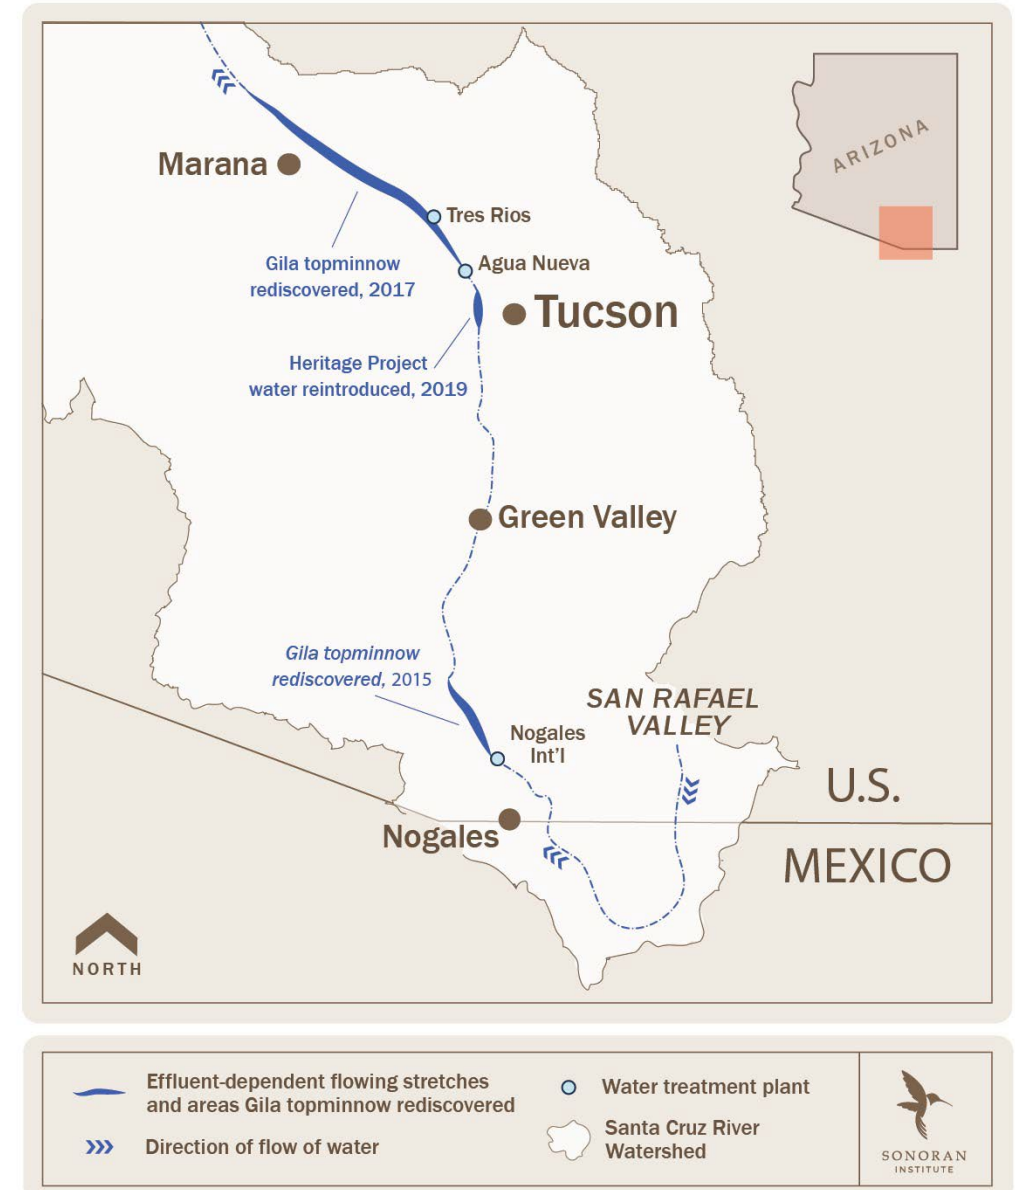 ARIZONA
Marana
Tres Rios
Gila topminnow
rediscovered, 2017
Agua Nueva
Tucson
Heritage Project
water reintroduced, 2019
Green Valley
Gila topminnow
rediscovered, 2015
SAN RAFAEL
VALLEY
Nogales
Int'l
U.S.
Nogales
MEXICO
NORTH
Effluent-dependent flowing stretches
and areas Gila topminnow rediscovered
Direction of flow of water
Water treatment plant
Santa Cruz River
Watershed
SONORAN
INSTITUTE